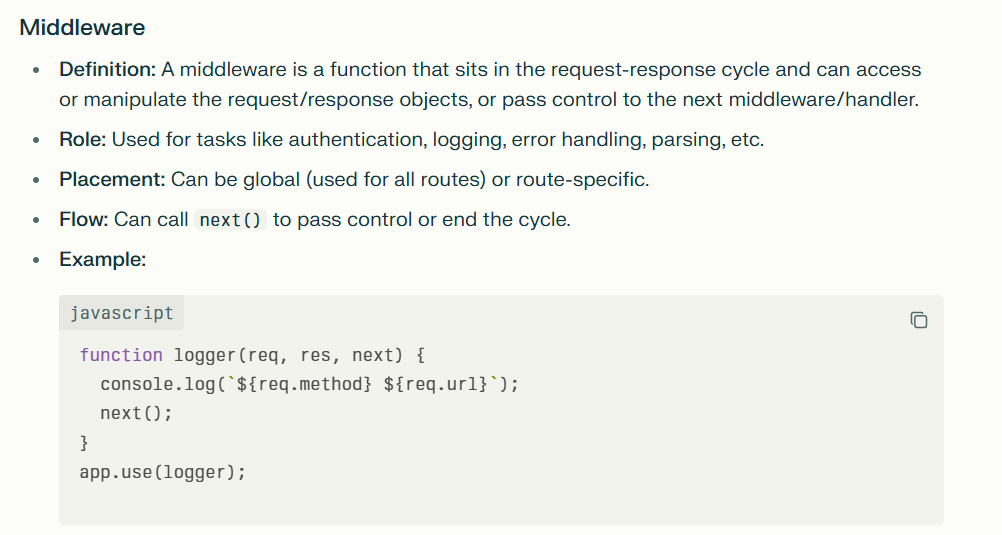 Middleware
• Definition: A middleware is a function that sits in the request-response cycle and can access
or manipulate the request/response objects, or pass control to the next middleware/handler.
• Role: Used for tasks like authentication, logging, error handling, parsing, etc.
• Placement: Can be global (used for all routes) or route-specific.
• Flow: Can call next() to pass control or end the cycle.
• Example:
javascript
function logger(req, res, next) {
  console.log(`${req.method} ${req.url}`);
  next();
}
app.use(logger);